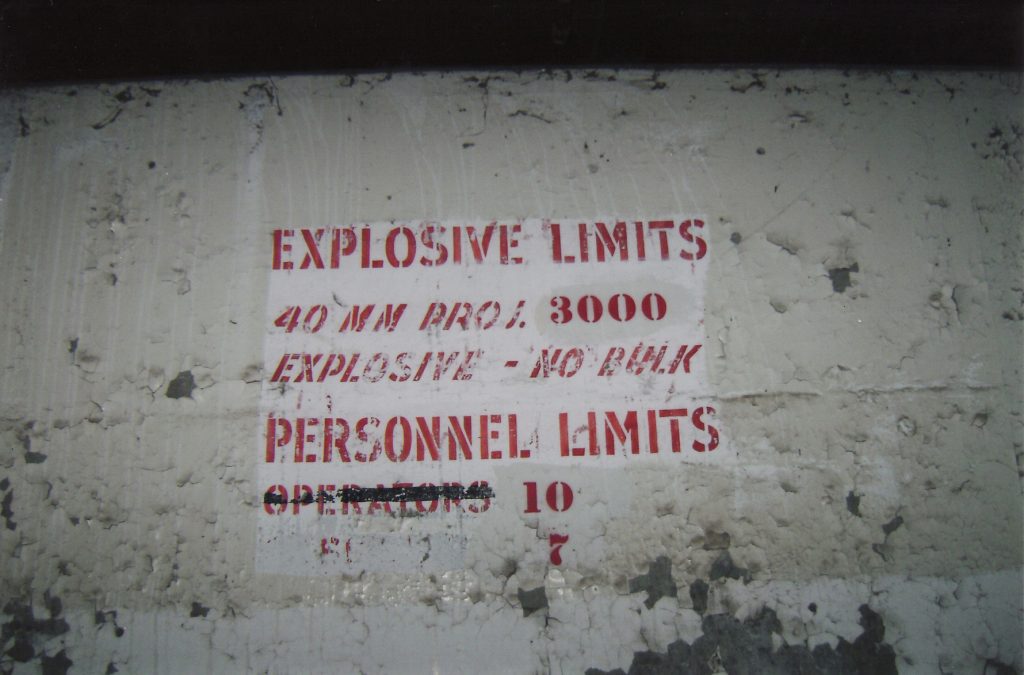 EXPLOSIVE LIMITS
40 MM PROJ. 3000
EXPLOSIVE - NO BULK
PERSONNEL LIMITS
OPERATORS 10
7